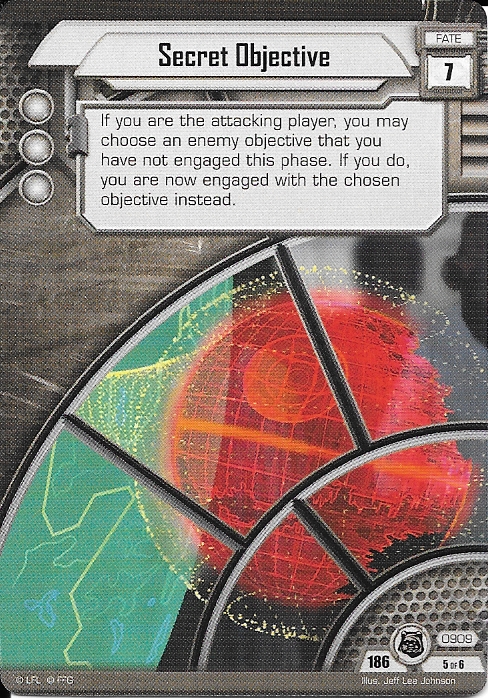 Secret Objective
FATE
7
If you are the attacking player, you may
choose an enemy objective that you
have not engaged this phase. If you do,
you are now engaged with the chosen
objective instead.
0909
186
5 OF 6
© LFL © FFG
Illus. Jeff Lee Johnson